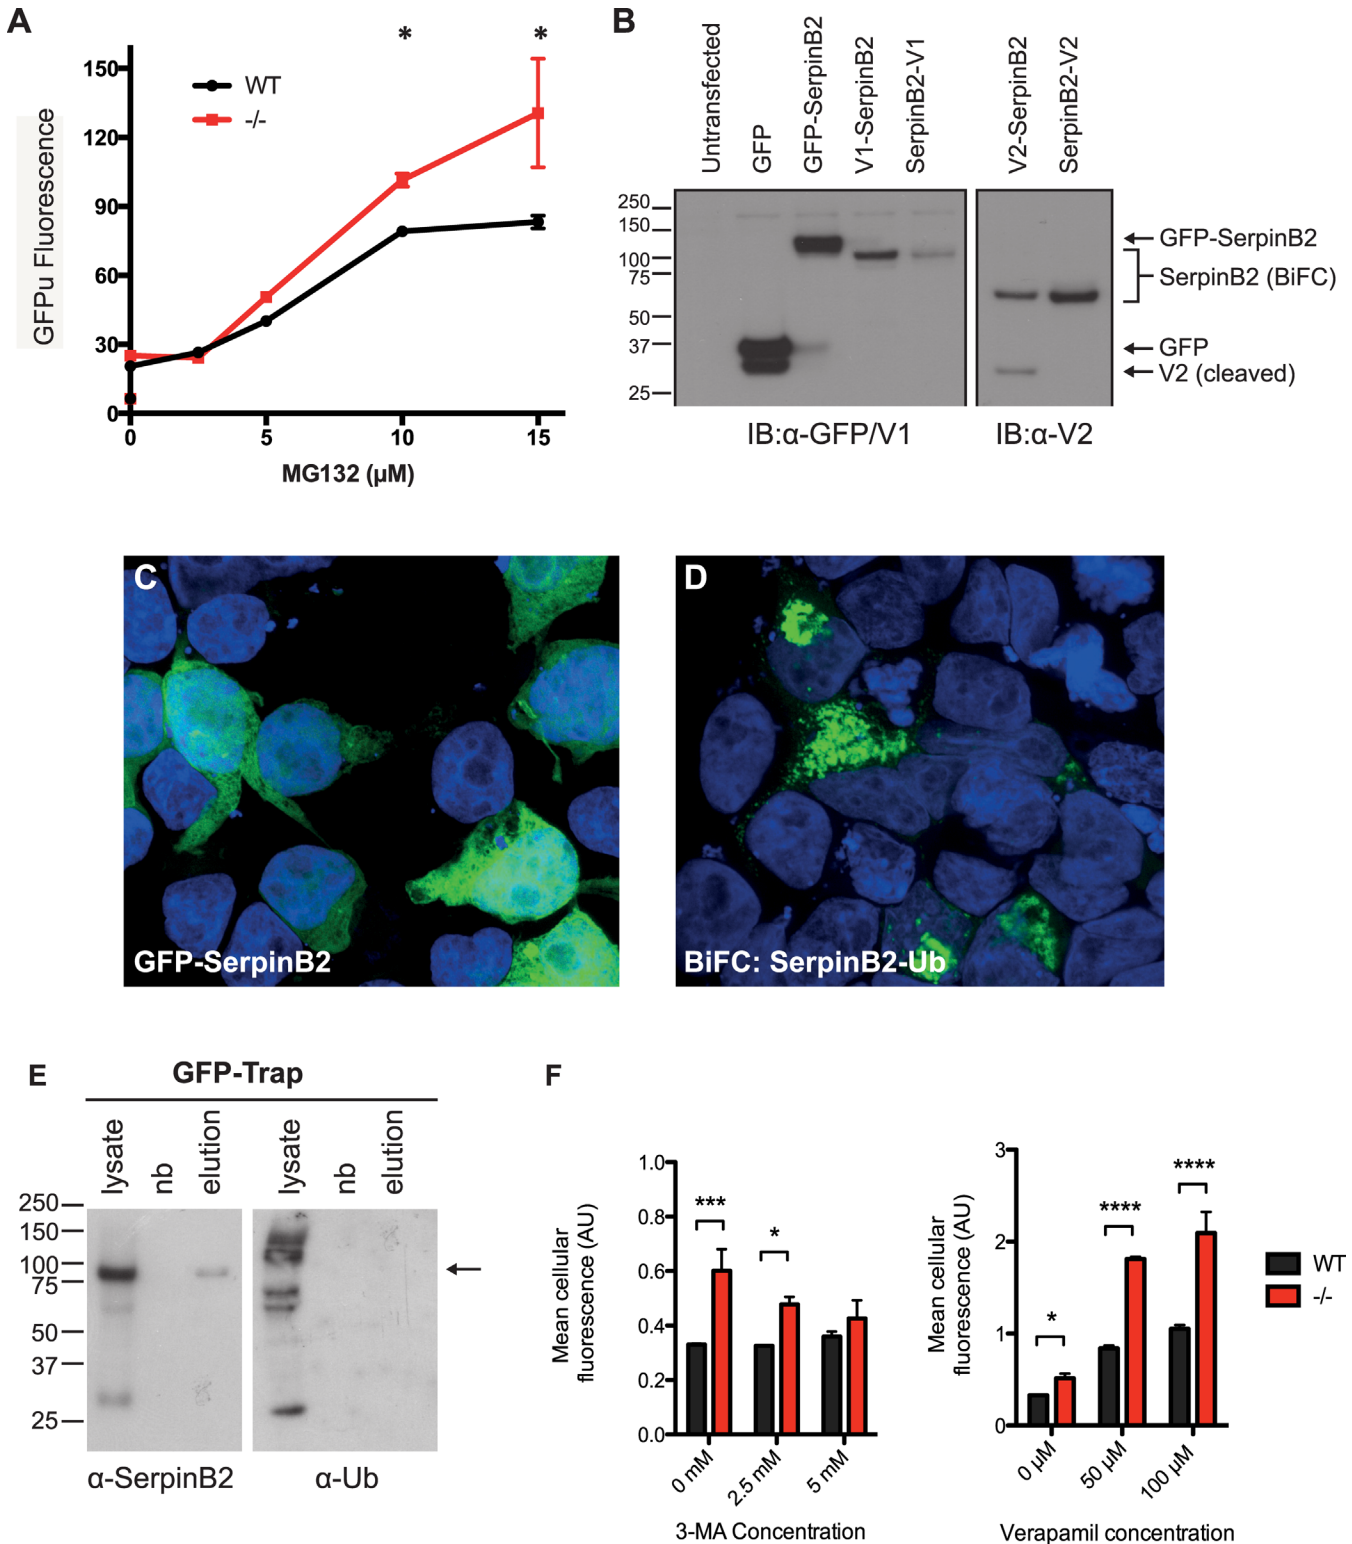 A
*
*
150
120
90
60
30
0
WT
-/-
GFPu Fluorescence
0
5
10
15
MG132 (µM)
B
Untransfected
GFP
GFP-SerpinB2
V1-SerpinB2
SerpinB2-V1
V2-SerpinB2
SerpinB2-V2
250
150
100
75
50
37
25
GFP-SerpinB2
SerpinB2 (BiFC)
GFP
V2 (cleaved)
IB:α-GFP/V1
IB:α-V2
C
GFP-SerpinB2
D
BiFC: SerpinB2-Ub
E
GFP-Trap
lysate
nb
elution
lysate
nb
elution
250
150
100
75
50
37
25
α-SerpinB2
α-Ub
F
Mean cellular
fluorescence (AU)
1.0
0.8
0.6
0.4
0.2
0.0
***
*
0 mM
2.5 mM
5 mM
3-MA Concentration
Mean cellular
fluorescence (AU)
3
2
1
0
*
****
****
0 µM
50 µM
100 µM
Verapamil concentration
WT
-/-